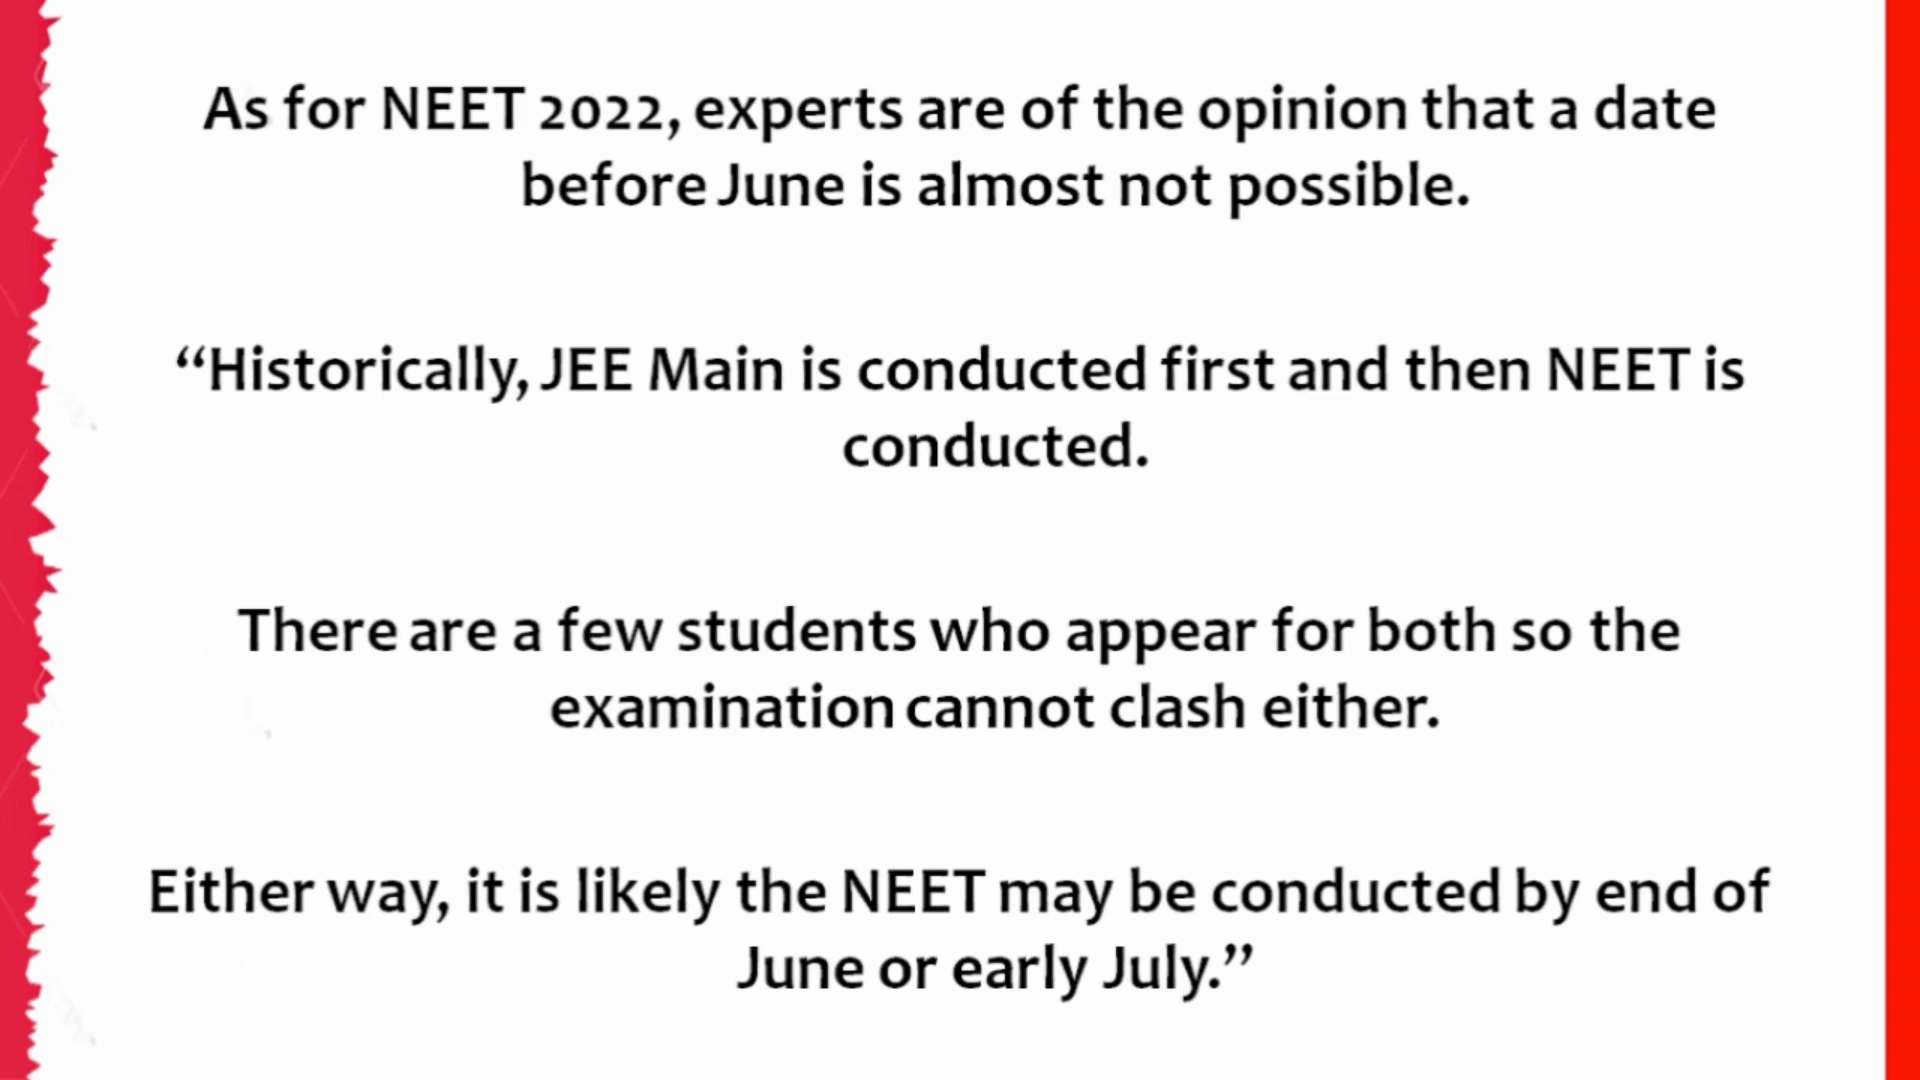 As for NEET 2022, experts are of the opinion that a date
before June is almost not possible.
“Historically, JEE Main is conducted first and then NEET is
conducted.
There are a few students who appear for both so the
examination cannot clash either.
Either way, it is likely the NEET may be conducted by end of
June or early July.”